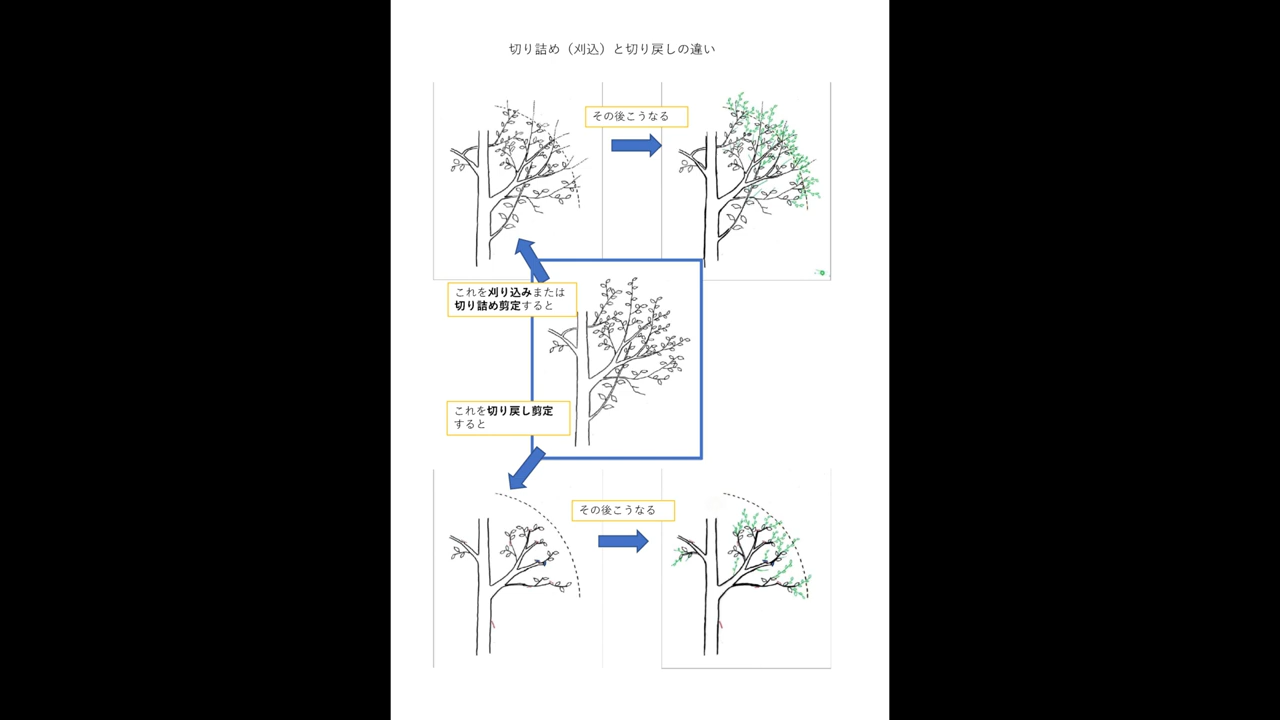 切り詰め（刈込）と切り戻しの違い
その後こうなる
これを刈り込みまたは
切り詰め剪定すると
これを切り戻し剪定
すると
その後こうなる